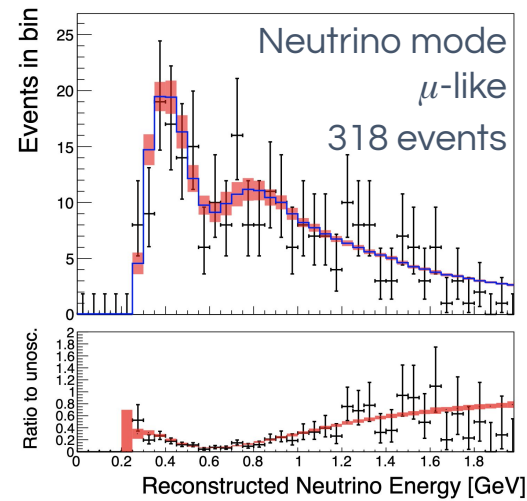 Events in bin
25
20
15
10
5
0
Neutrino mode
μ-like
318 events
Ratio to unosc.
2
1.8
1.6
1.4
1.2
1
0.8
0.6
0.4
0.2
0
0 0.2 0.4 0.6 0.8 1 1.2 1.4 1.6 1.8
Reconstructed Neutrino Energy [GeV]